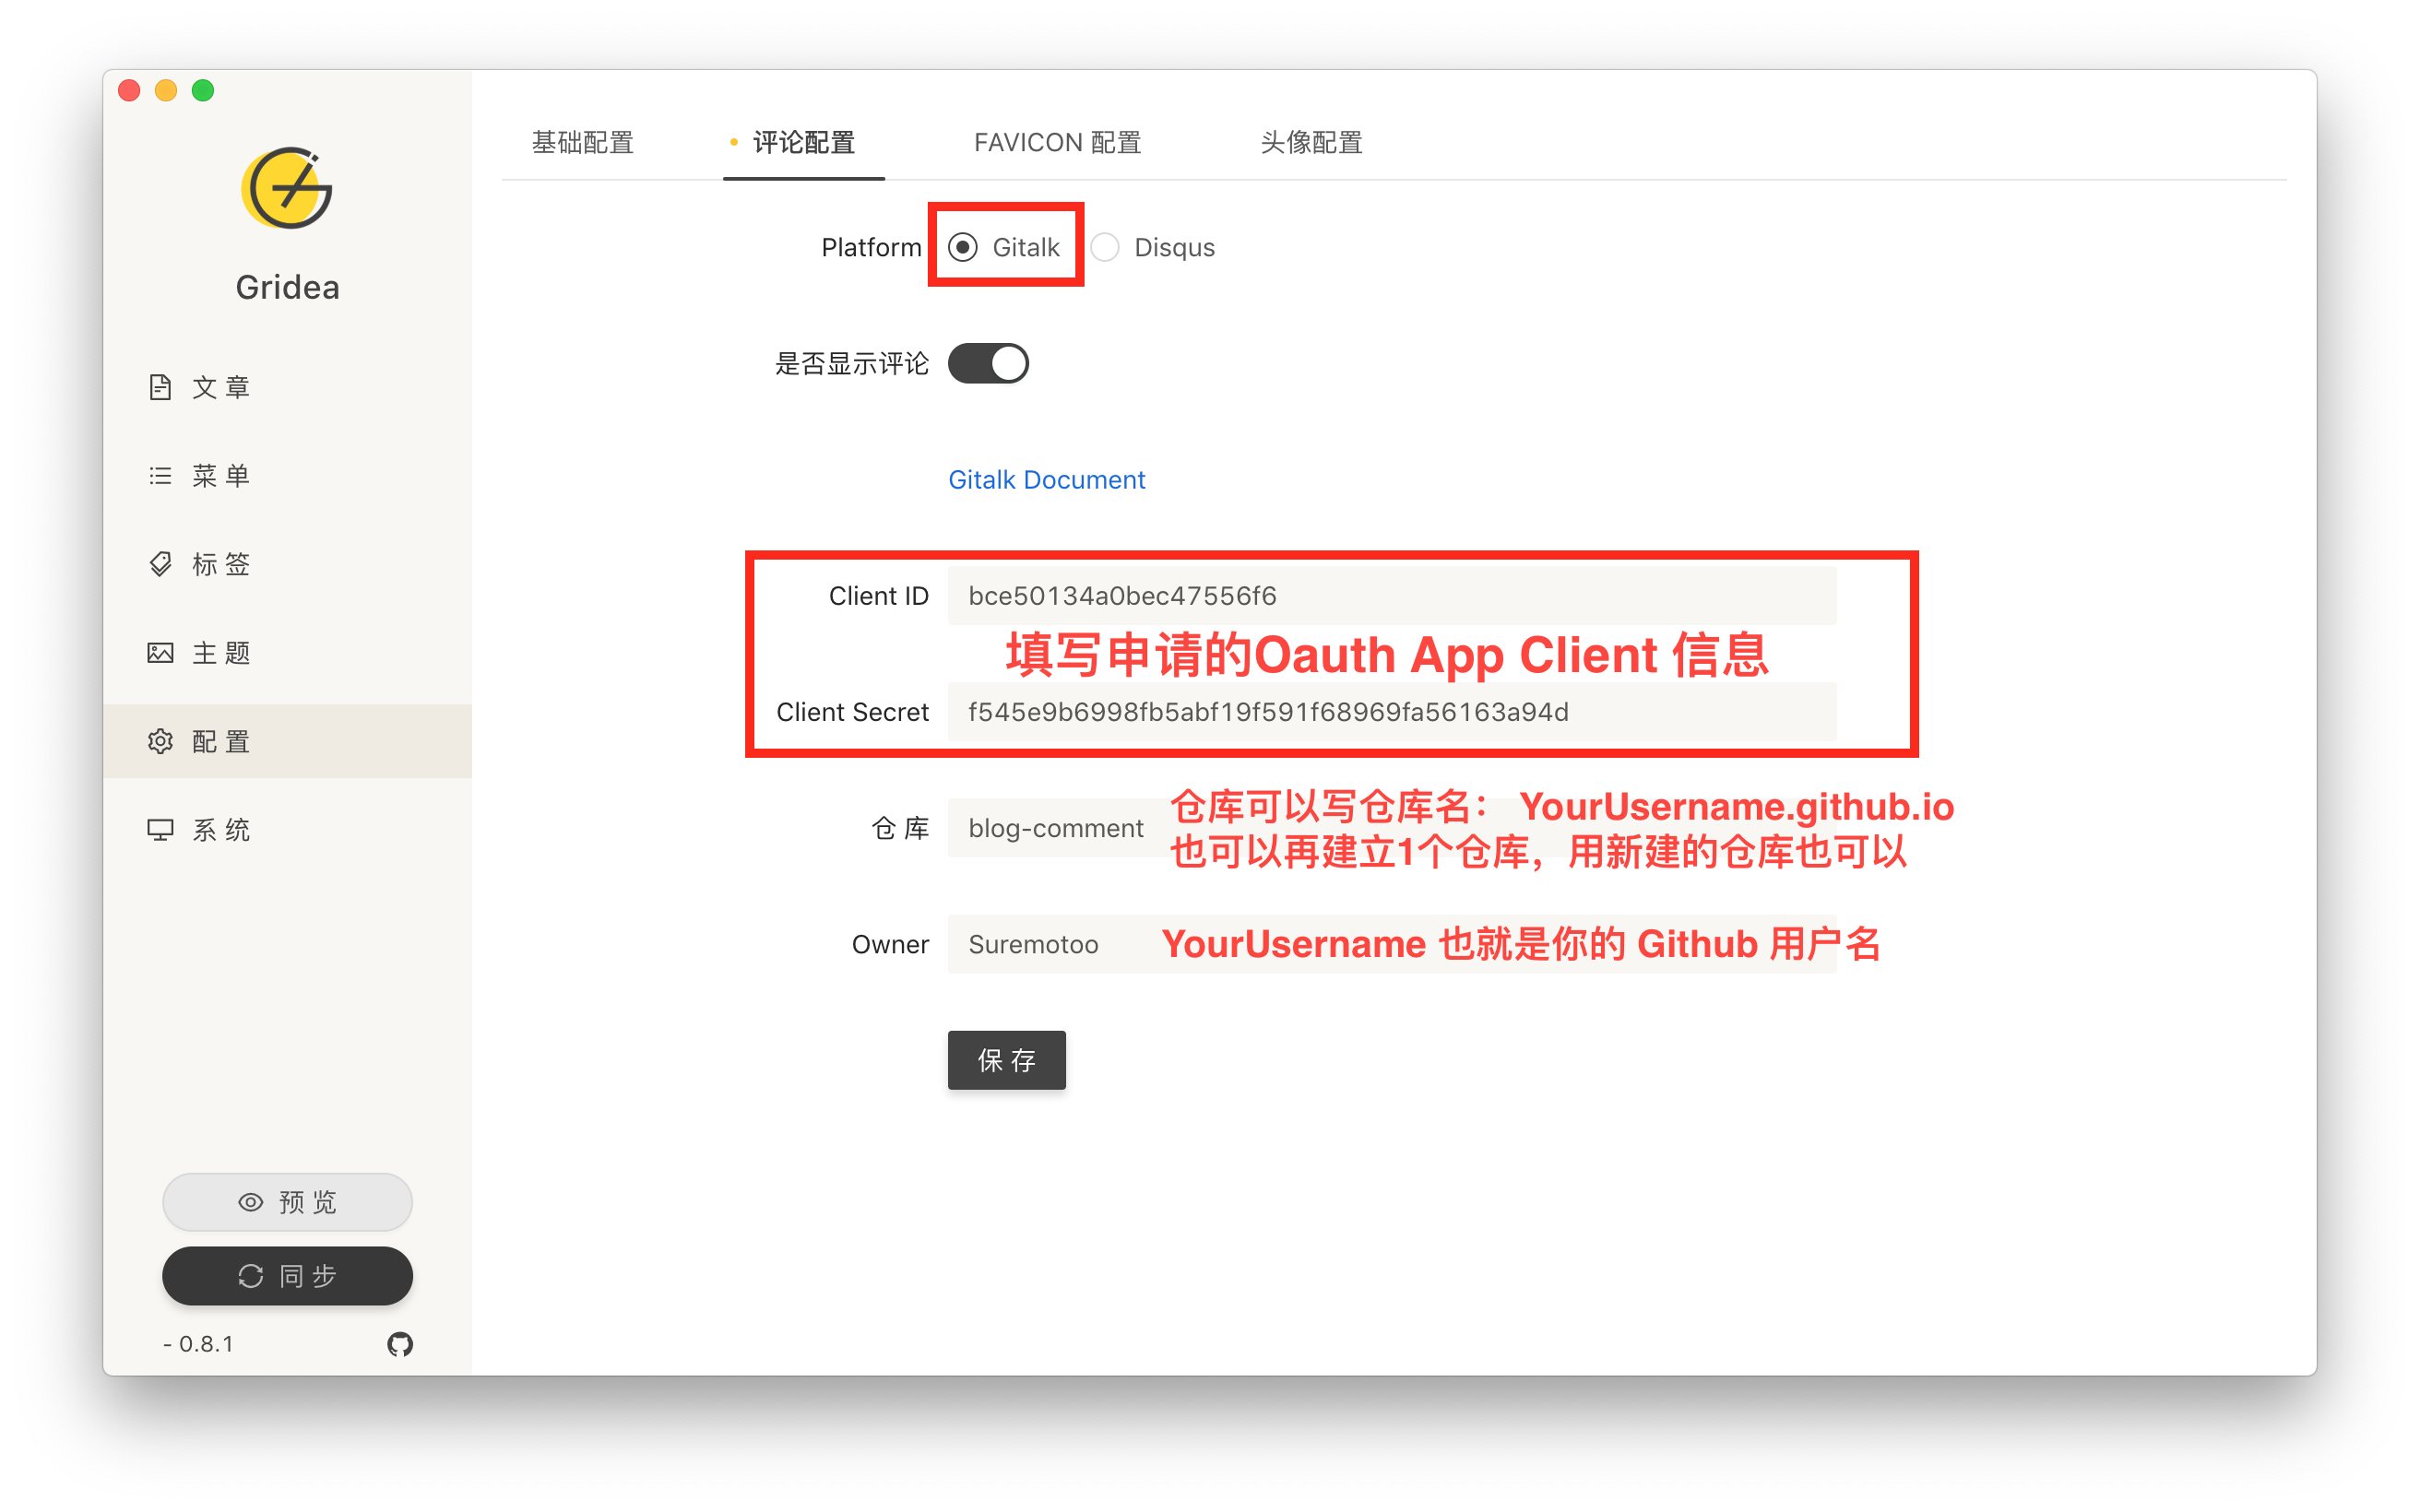 Gridea
文章
菜单
标签
主题
配置
系统
预览
同步
- 0.8.1
基础配置
评论配置
FAVICON 配置
头像配置
Platform
Gitalk
Disqus
是否显示评论
Gitalk Document
Client ID
bce50134a0bec47556f6
填写申请的Oauth App Client 信息
Client Secret
f545e9b6998fb5abf19f591f68969fa56163a94d
仓库
blog-comment
仓库可以写仓库名： YourUsername.github.io
也可以再建立1个仓库，用新建的仓库也可以
Owner
Suremotoo
YourUsername 也就是你的 Github 用户名
保存